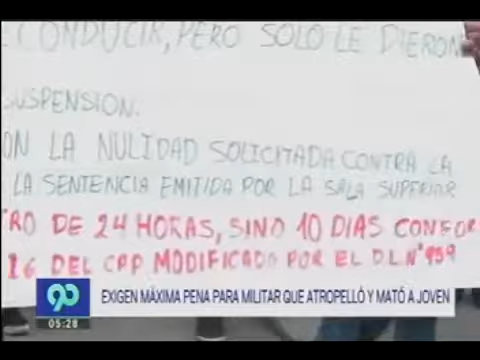 CONDUCIR, PERO SOLO LE DIERON
SUSPENSION.
ON LA NULIDAD SOLICITADA CONTRA LA
LA SENTENCIA EMITIDA POR LA SALA SUPERIOR
TRO DE 24 HORAS, SINO 10 DIAS CONFOR
16 DEL CPP MODIFICADO POR EL D.L N° 959
90
EXIGEN MÁXIMA PENA PARA MILITAR QUE ATROPELLÓ Y MATÓ A JOVEN
05:28